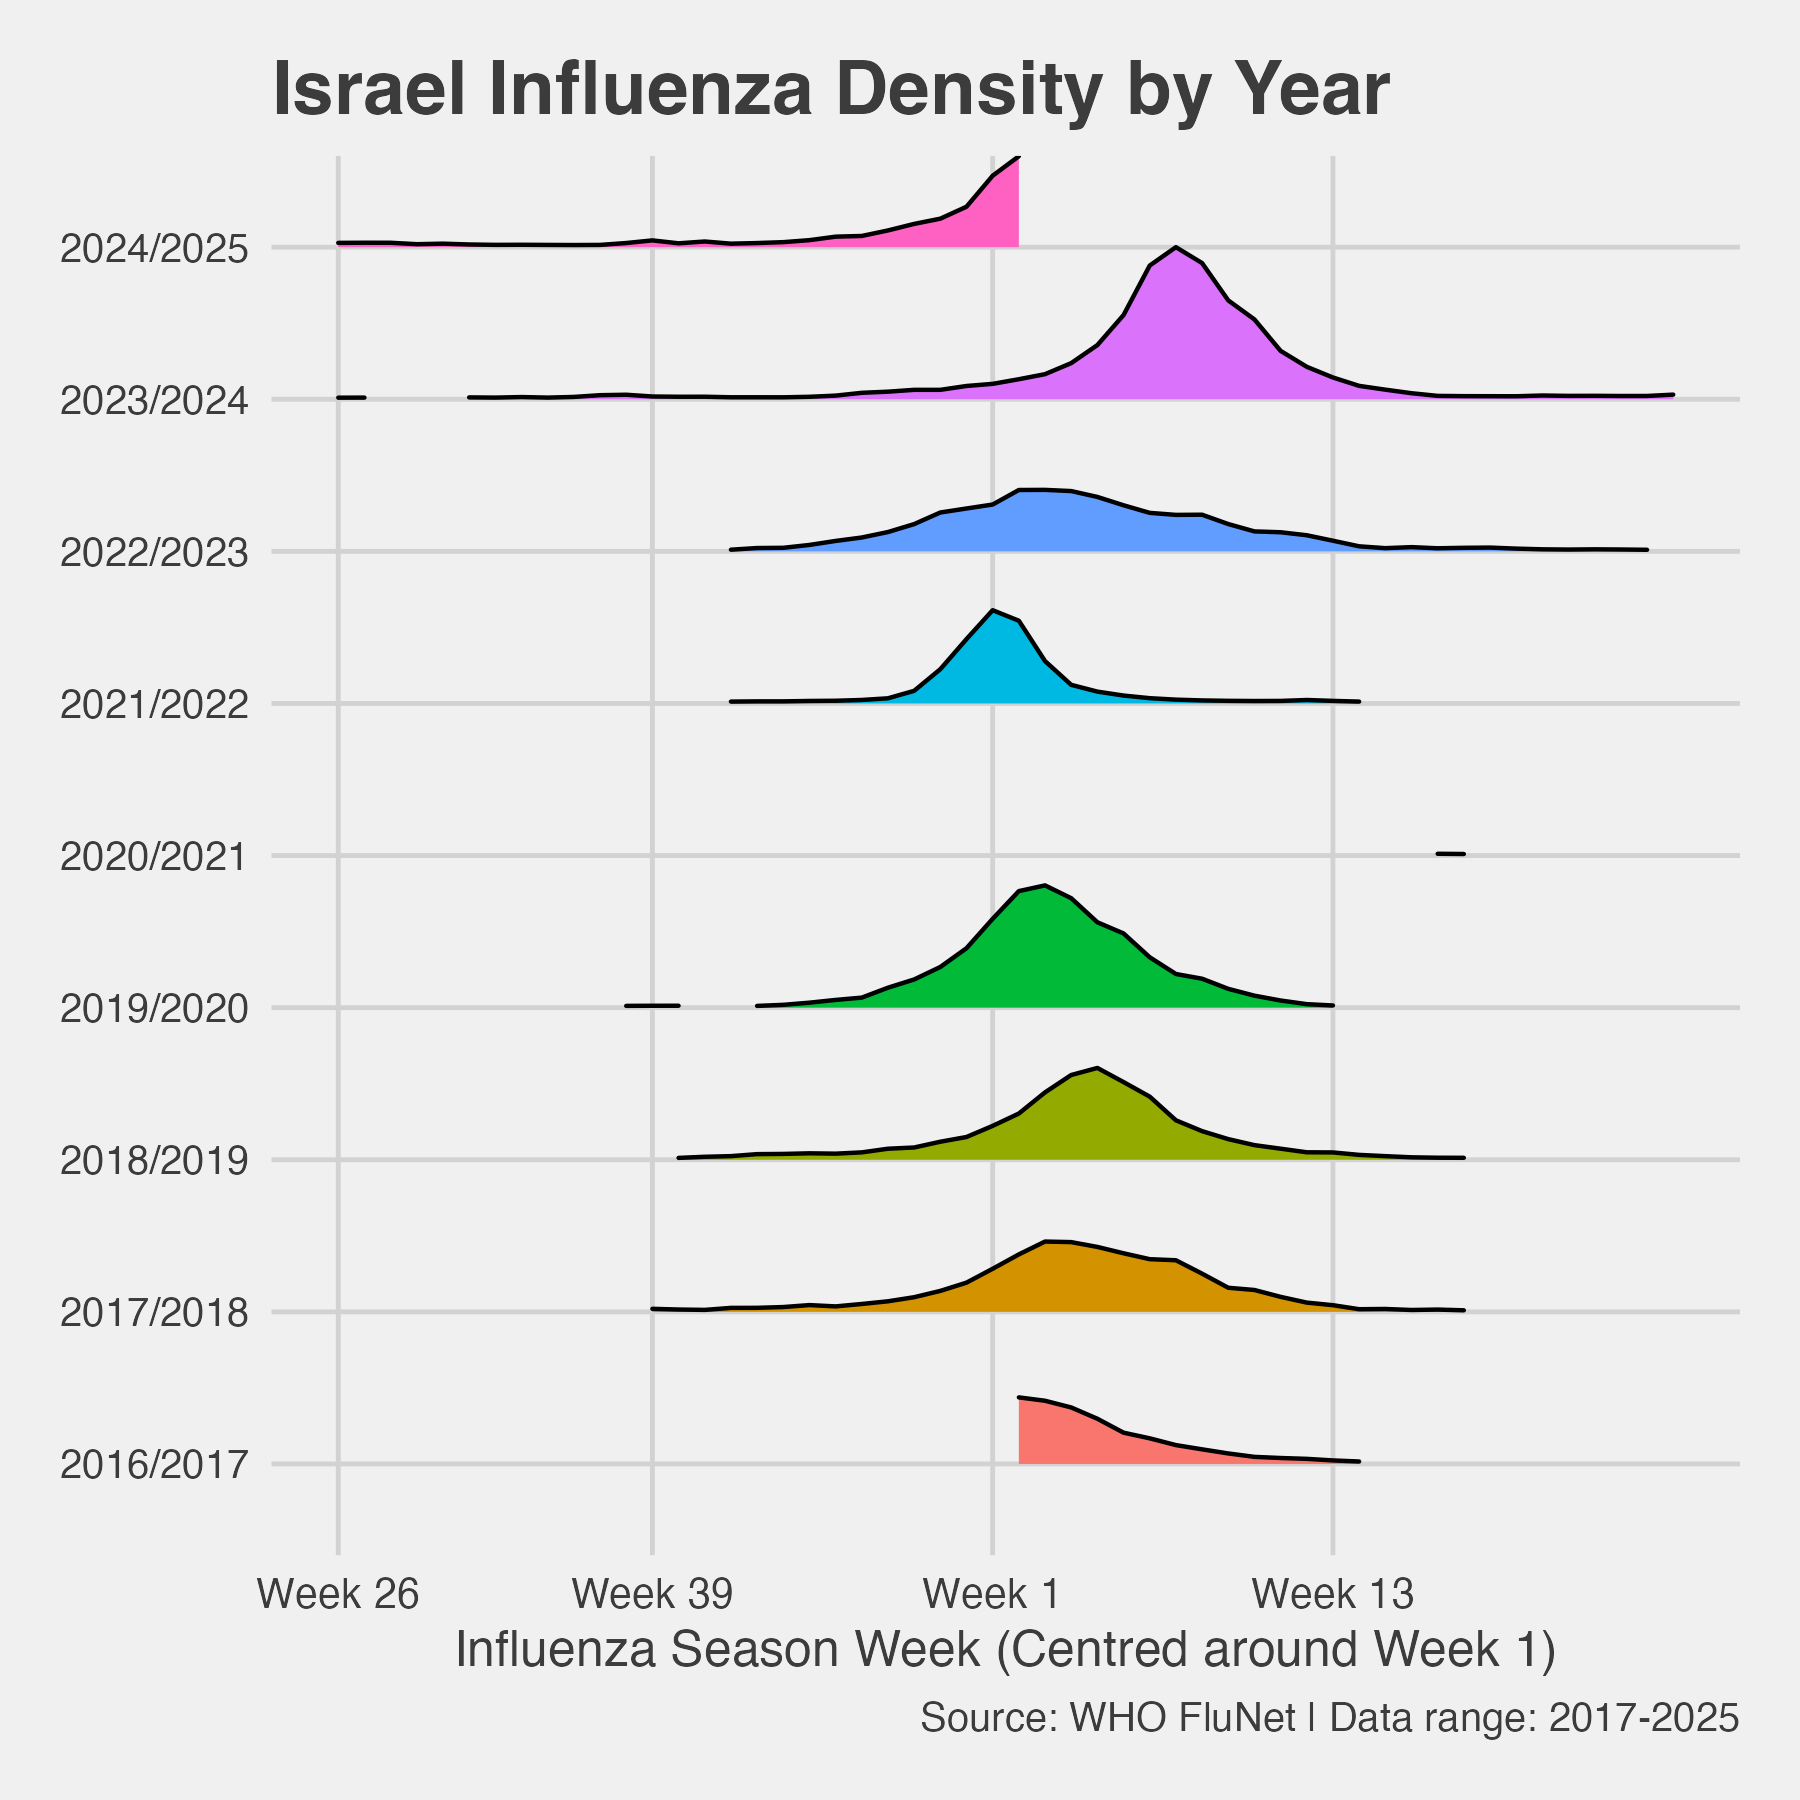 Israel Influenza Density by Year
2024/2025
2023/2024
2022/2023
2021/2022
2020/2021
2019/2020
2018/2019
2017/2018
2016/2017
Week 26 Week 39 Week 1 Week 13
Influenza Season Week (Centred around Week 1)
Source: WHO FluNet | Data range: 2017-2025